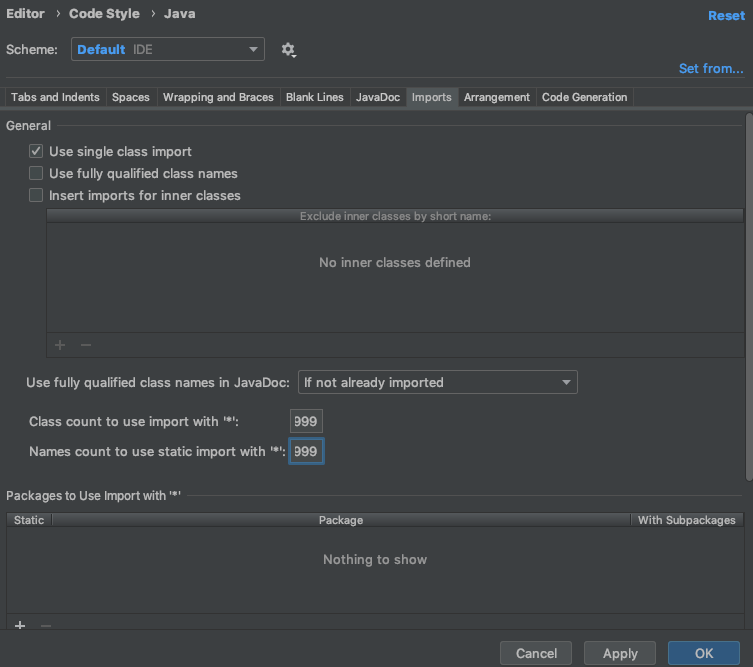 Editor › Code Style › Java
Reset
Scheme: Default IDE
Set from...
Tabs and Indents Spaces Wrapping and Braces Blank Lines JavaDoc Imports Arrangement Code Generation
General
Use single class import
Use fully qualified class names
Insert imports for inner classes
Exclude inner classes by short name:
No inner classes defined
Use fully qualified class names in JavaDoc: If not already imported
Class count to use import with '*': 999
Names count to use static import with '*': 999
Packages to Use Import with '*'
Static Package With Subpackages
Nothing to show
Cancel Apply OK